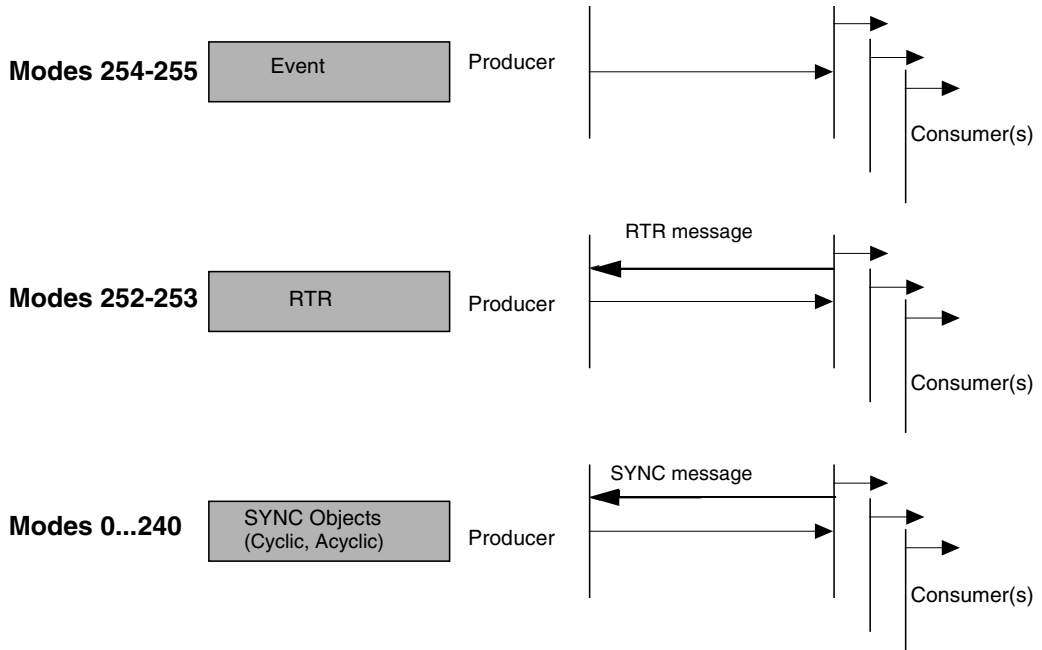 Modes 254-255
Event
Producer
Consumer(s)
RTR message
Modes 252-253
RTR
Producer
Consumer(s)
SYNC message
Modes 0...240
SYNC Objects
(Cyclic, Acyclic)
Producer
Consumer(s)